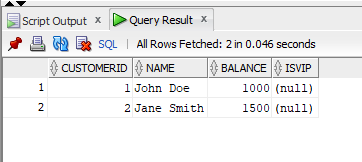 Script Output × Query Result ×
SQL | All Rows Fetched: 2 in 0.046 seconds
CUSTOMERID NAME BALANCE ISVIP
1 1 John Doe 1000 (null)
2 2 Jane Smith 1500 (null)